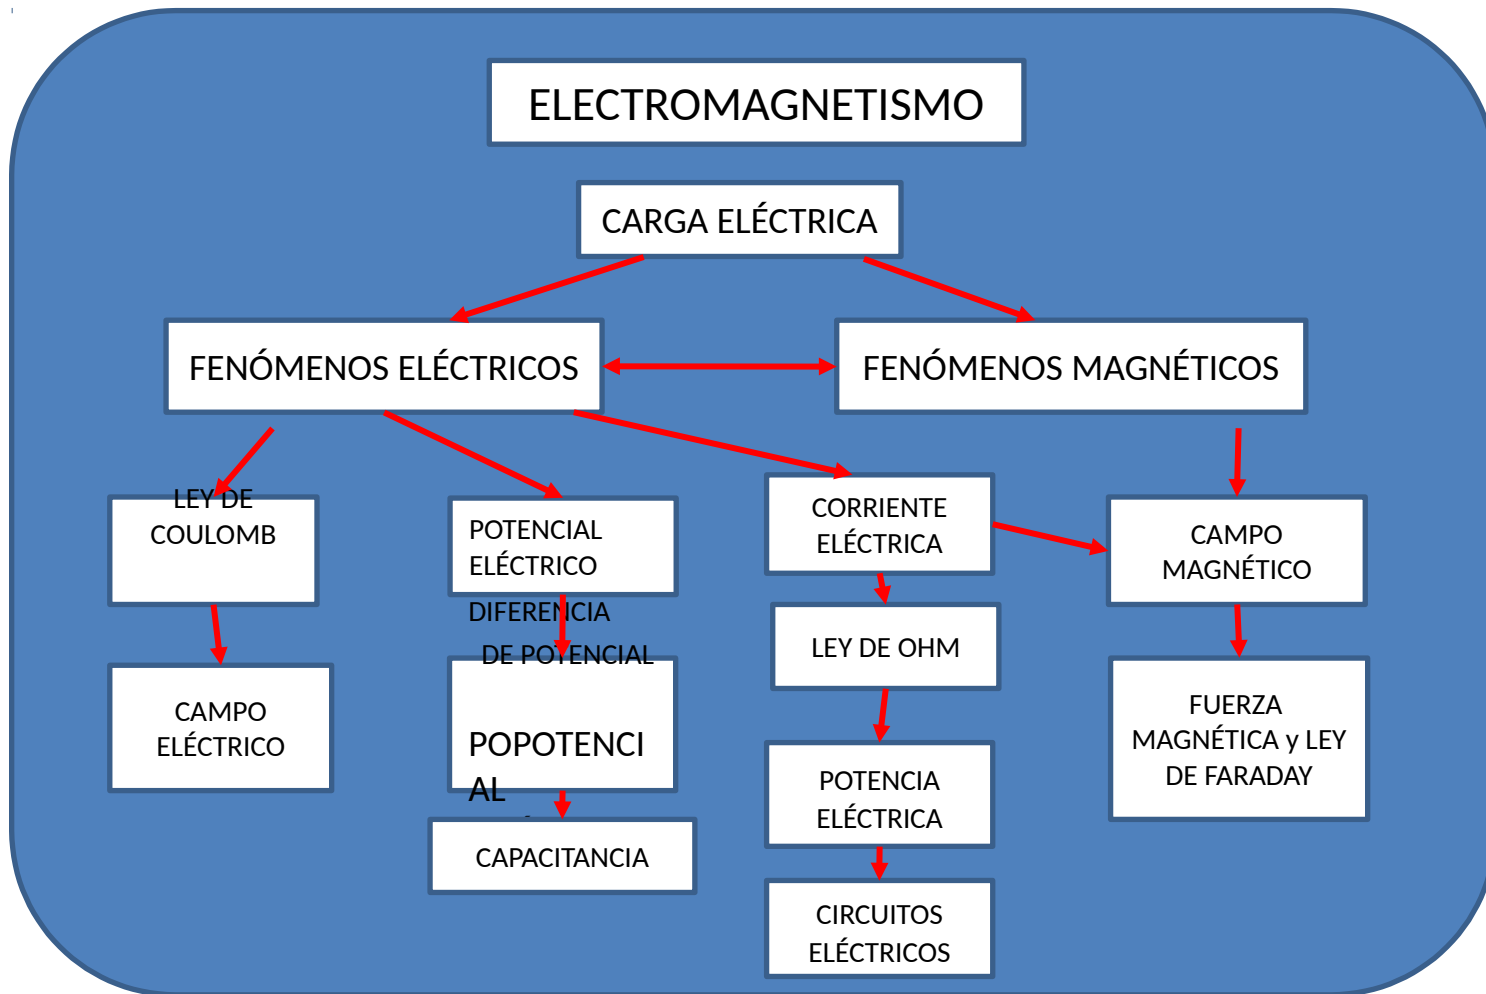 ELECTROMAGNETISMO
CARGA ELÉCTRICA
FENÓMENOS ELÉCTRICOS
FENÓMENOS MAGNÉTICOS
LEY DE
COULOMB
CAMPO
ELÉCTRICO
POTENCIAL
ELÉCTRICO
DIFERENCIA
DE POTENCIAL
POPOTENCI
AL
CAPACITANCIA
CORRIENTE
ELÉCTRICA
LEY DE OHM
POTENCIA
ELÉCTRICA
CIRCUITOS
ELÉCTRICOS
CAMPO
MAGNÉTICO
FUERZA
MAGNÉTICA y LEY
DE FARADAY